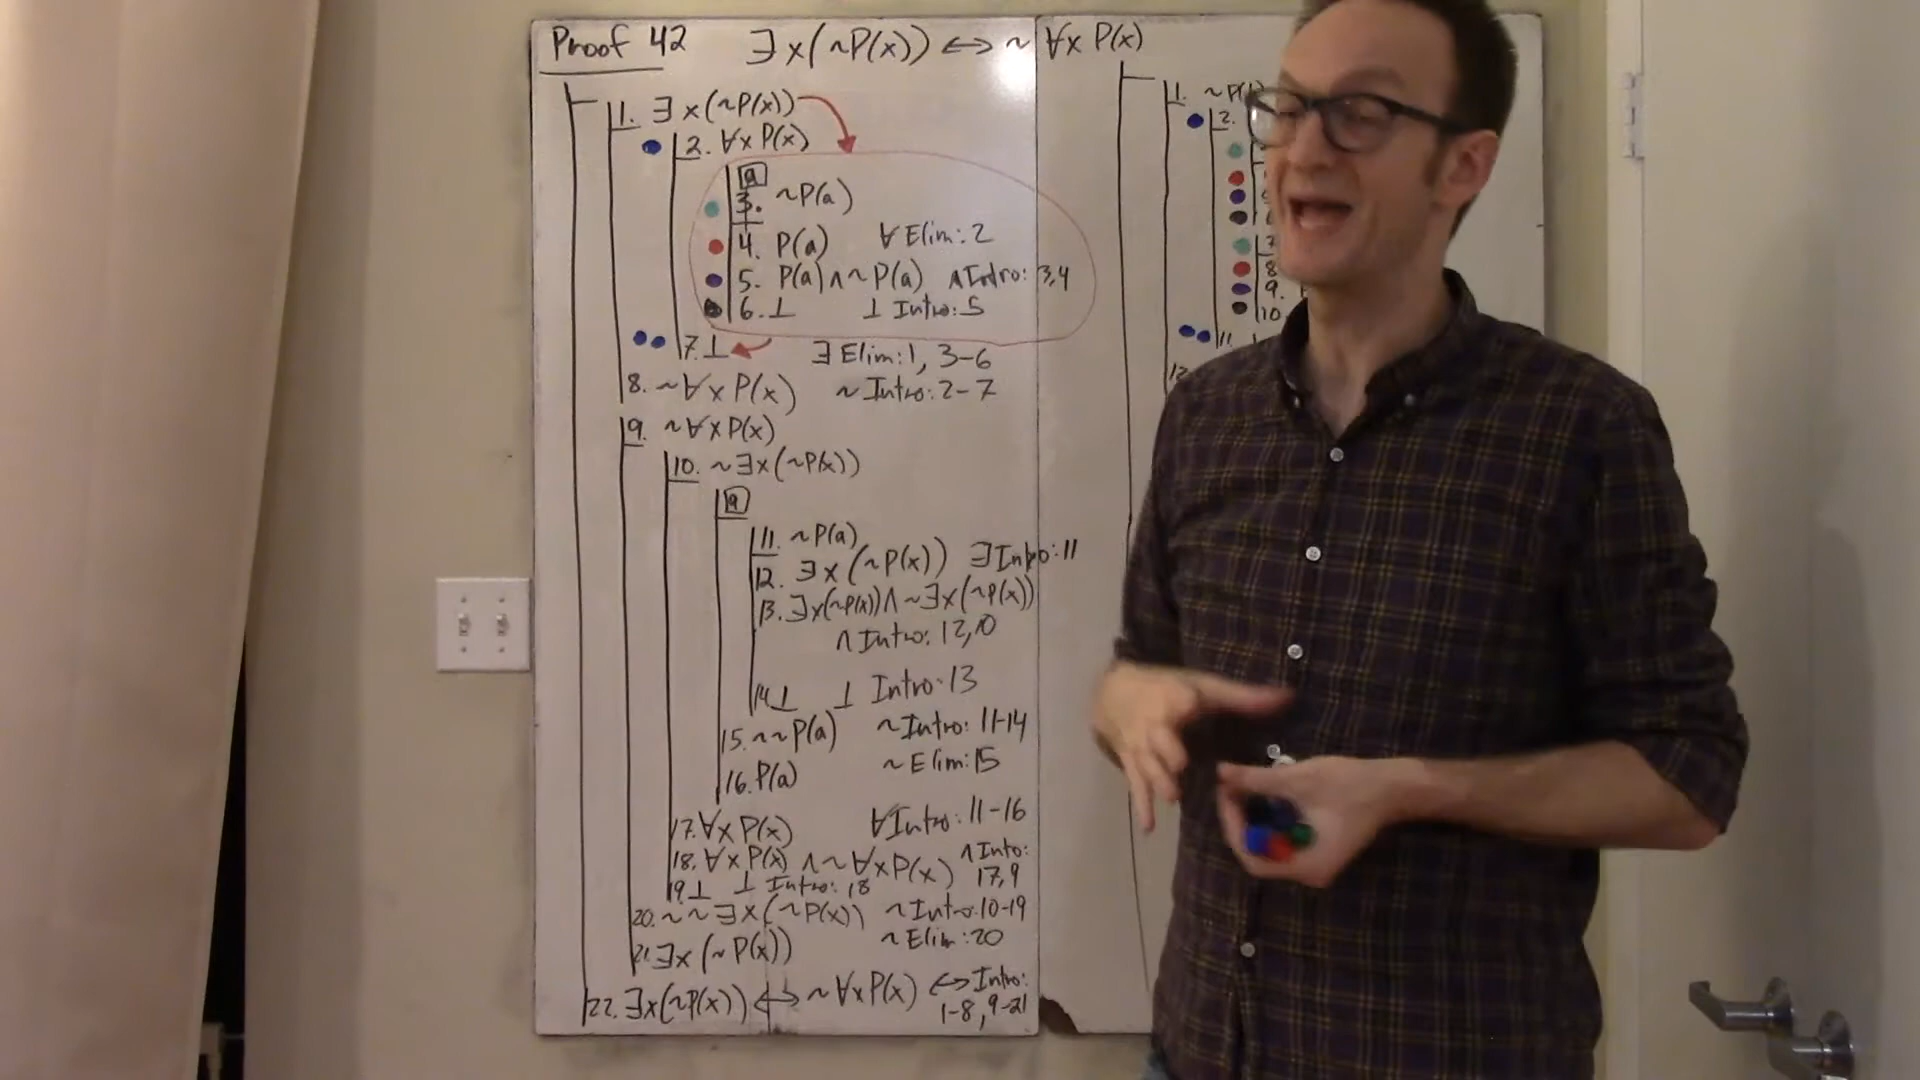 Proof 42 ∃x(~P(x)) ↔ ~∀x P(x)
1. ∃x(~P(x))
2. ∀x P(x)
a
3. ~P(a)
4. P(a) ∀ Elim: 2
5. P(a)∧~P(a) ∧Intro: 3,4
6. ⊥ ⊥ Intro: 5
7. ⊥ ∃ Elim: 1, 3-6
8. ~∀x P(x) ~Intro: 2-7
9. ~∀x P(x)
10. ~∃x(~P(x))
a
11. ~P(a)
12. ∃x(~P(x)) ∃Intro: 11
13. ∃x(~P(x))∧~∃x(~P(x))
∧ Intro: 12,10
14. ⊥ ⊥ Intro: 13
15. ~~P(a) ~Intro: 11-14
16. P(a) ~Elim: 15
17. ∀x P(x) ∀Intro: 11-16
18. ∀x P(x) ∧~∀x P(x) ∧Into:
17,9
19. ⊥ ⊥ Intro: 18
20. ~~∃x(~P(x)) ~Intro: 10-19
21. ∃x(~P(x)) ~Elim: 20
22. ∃x(~P(x)) ↔ ~∀x P(x) ↔ Intro:
1-8, 9-21
1. ~P(
2.
7
8
9.
10
11.
12